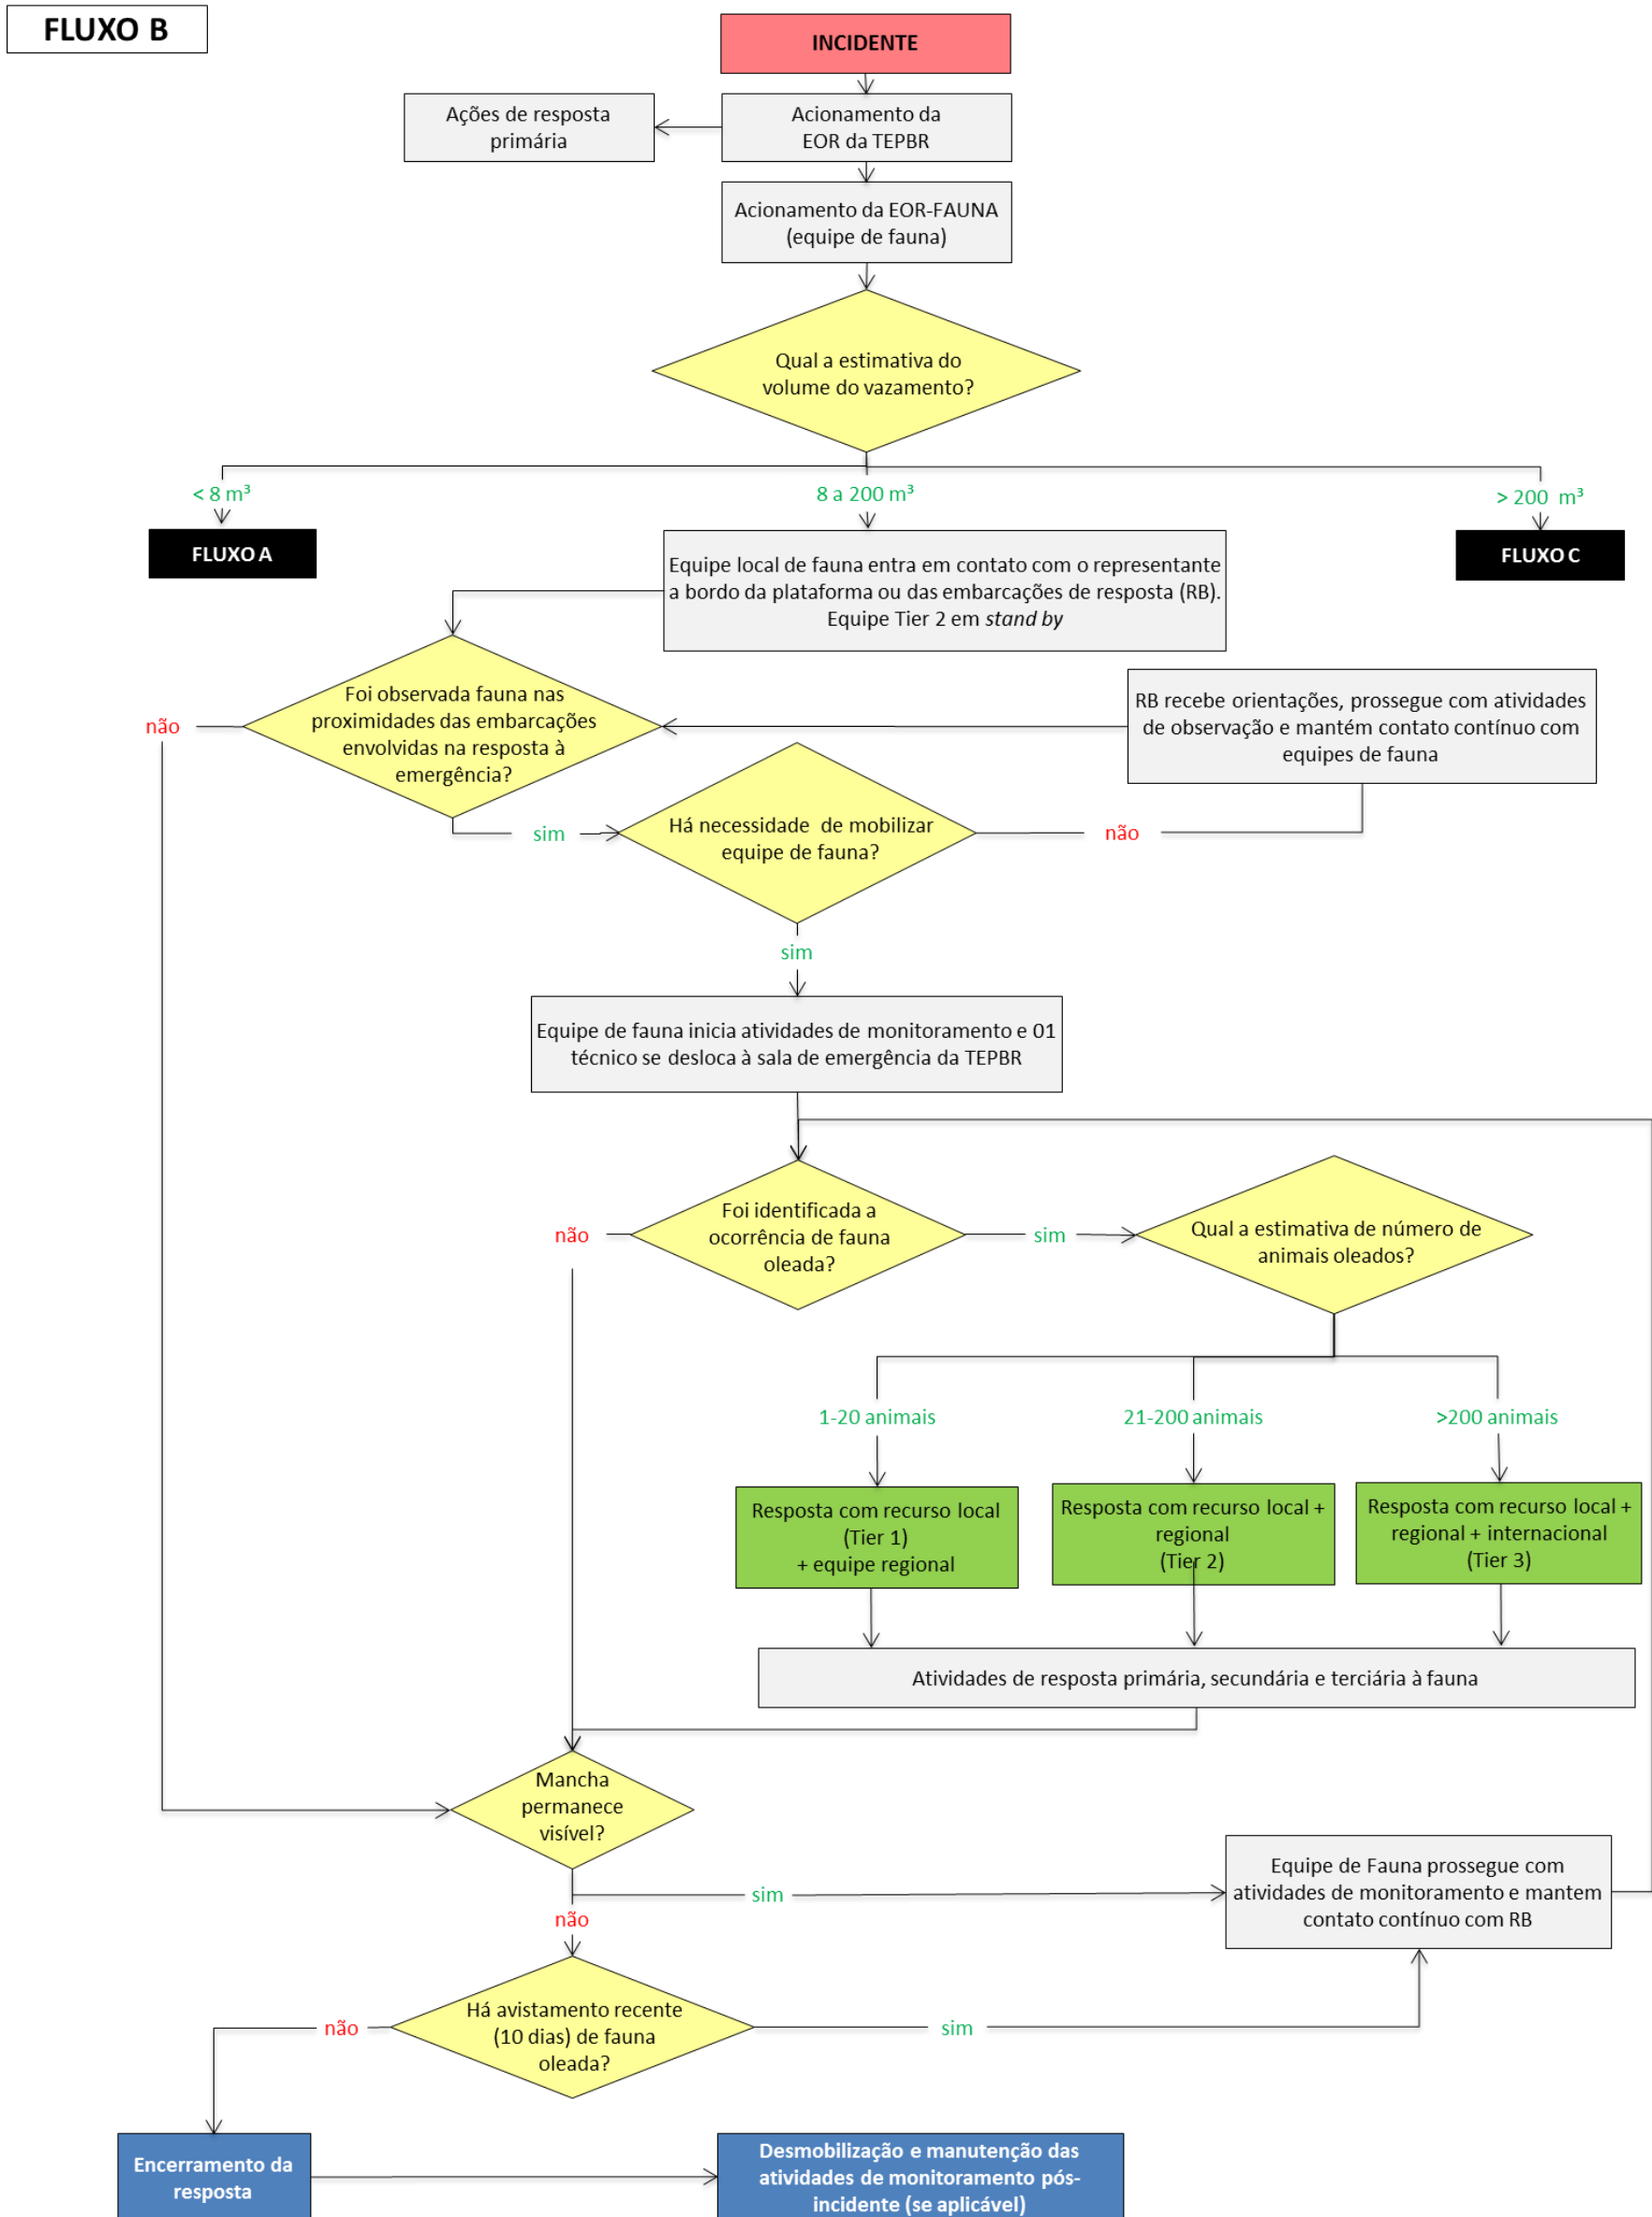 FLUXO B
INCIDENTE
Ações de resposta
primária
Acionamento da
EOR da TEPBR
Acionamento da EOR-FAUNA
(equipe de fauna)
Qual a estimativa do
volume do vazamento?
< 8 m³
8 a 200 m³
> 200 m³
FLUXO A
Equipe local de fauna entra em contato com o representante
a bordo da plataforma ou das embarcações de resposta (RB).
Equipe Tier 2 em stand by
FLUXO C
Foi observada fauna nas
proximidades das embarcações
envolvidas na resposta à
emergência?
não
RB recebe orientações, prossegue com atividades
de observação e mantém contato contínuo com
equipes de fauna
sim
Há necessidade de mobilizar
equipe de fauna?
não
sim
Equipe de fauna inicia atividades de monitoramento e 01
técnico se desloca à sala de emergência da TEPBR
não
Foi identificada a
ocorrência de fauna
oleada?
sim
Qual a estimativa de número de
animais oleados?
1-20 animais
21-200 animais
>200 animais
Resposta com recurso local
(Tier 1)
+ equipe regional
Resposta com recurso local +
regional
(Tier 2)
Resposta com recurso local +
regional + internacional
(Tier 3)
Atividades de resposta primária, secundária e terciária à fauna
Mancha
permanece
visível?
sim
Equipe de Fauna prossegue com
atividades de monitoramento e mantem
contato contínuo com RB
não
Há avistamento recente
(10 dias) de fauna
oleada?
não
sim
Encerramento da
resposta
Desmobilização e manutenção das
atividades de monitoramento pós-
incidente (se aplicável)